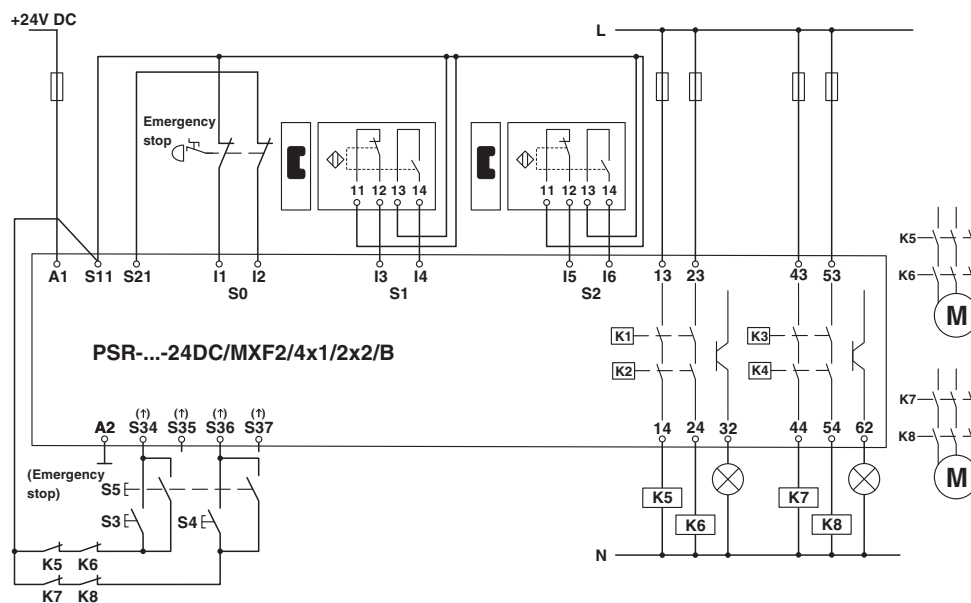 +24V DC
L
Emergency
stop
11 12 13 14
11 12 13 14
A1 S11 S21 I1 I2 I3 I4 I5 I6 13 23 43 53
S0 S1 S2
K5
K6
M
K1 K3
K2 K4
PSR-...-24DC/MXF2/4x1/2x2/B
K7
K8
M
(↑) (↑) (↑) (↑)
A2 S34 S35 S36 S37 14 24 32 44 54 62
(Emergency
stop)
S5
S3 S4
K5 K7
K6 K8
N
K5 K6
K7 K8